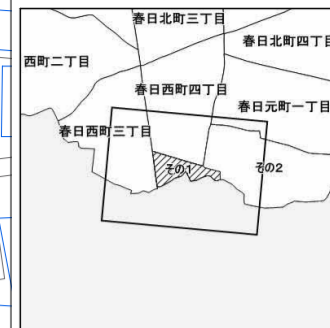 春日北町三丁目
春日北町四丁目
西町二丁目
春日西町四丁目
春日元町一丁目
春日西町三丁目
その1
その2